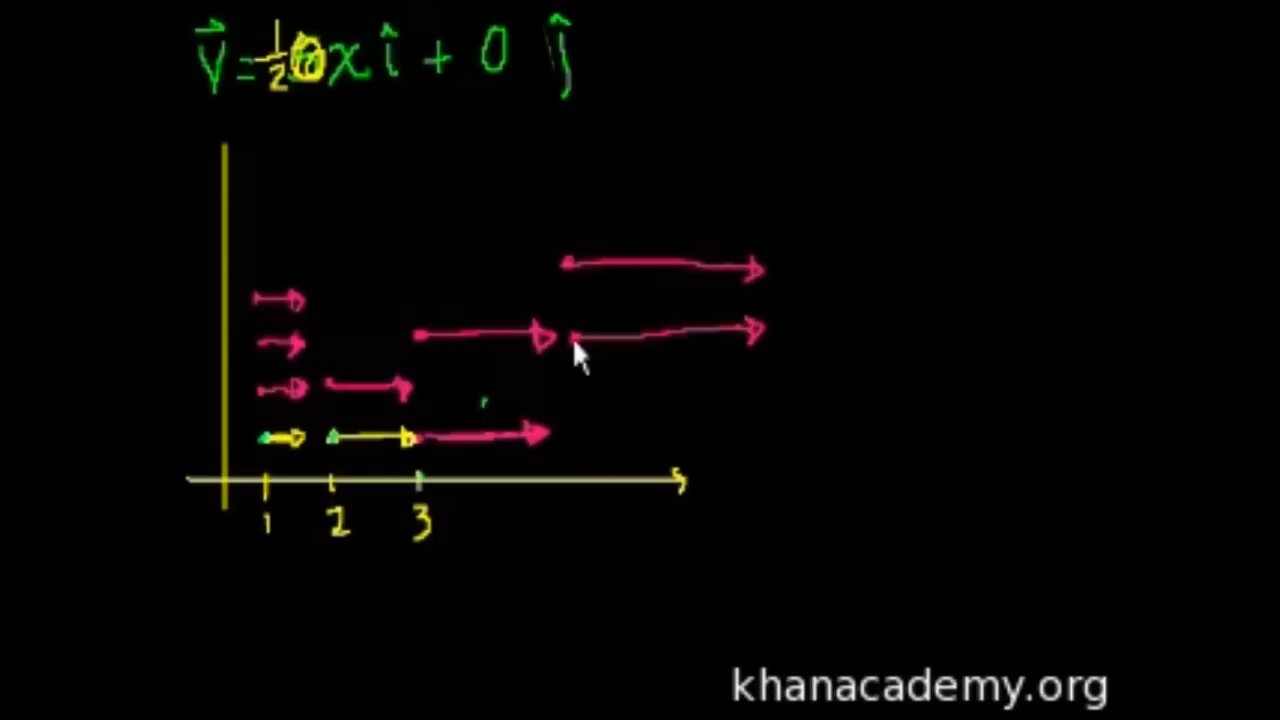 v⃗ = ½ x î + 0 ĵ
1 2 3
khanacademy.org